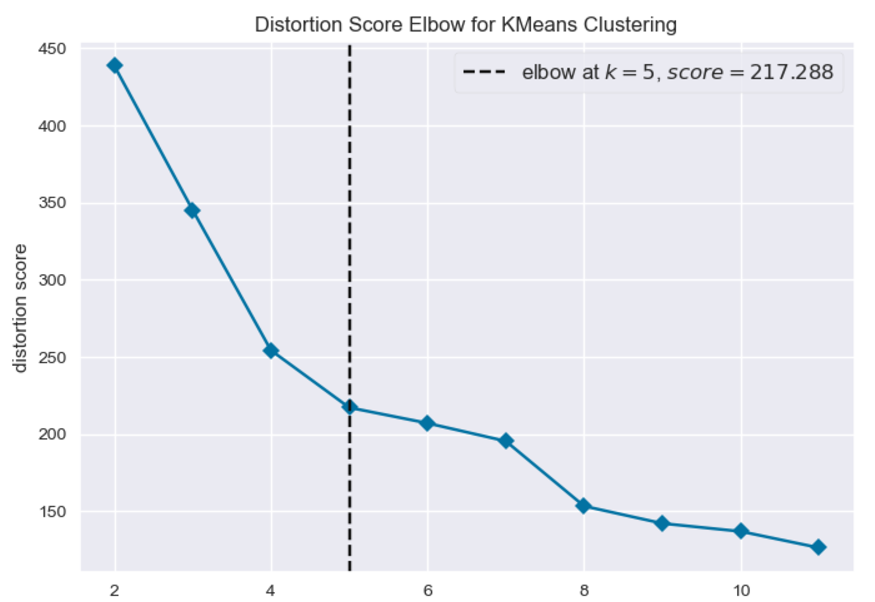 Distortion Score Elbow for KMeans Clustering
elbow at k = 5, score = 217.288
distortion score
450
400
350
300
250
200
150
2 4 6 8 10